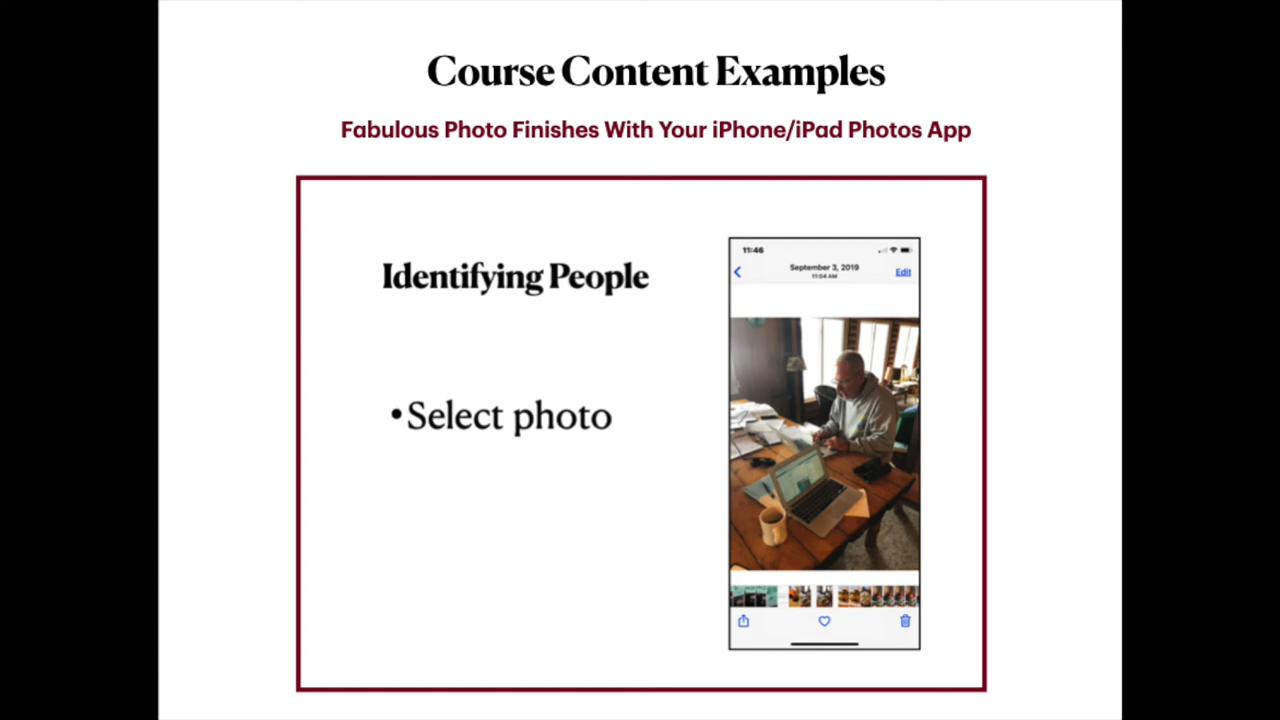 Course Content Examples
Fabulous Photo Finishes With Your iPhone/iPad Photos App
Identifying People
•Select photo
11:46
September 3, 2019
11:04 AM
Edit